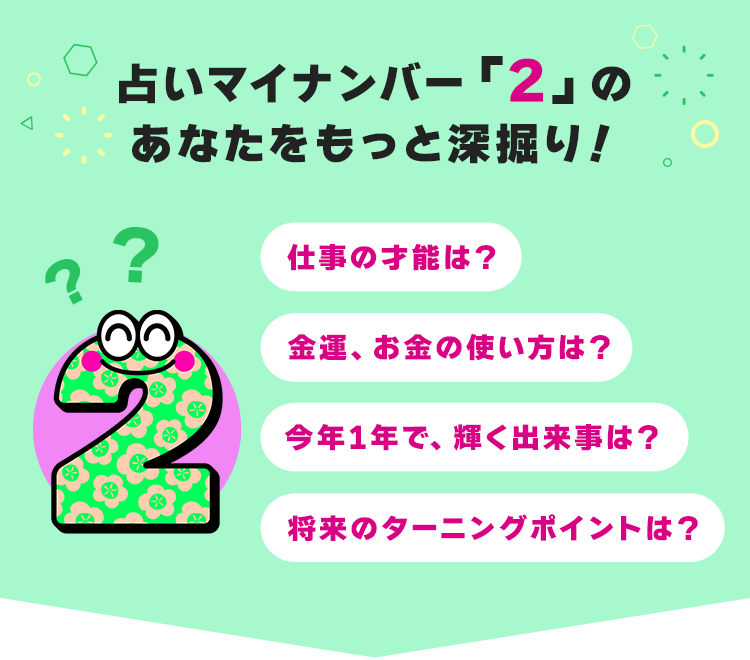 占いマイナンバー「2」の
あなたをもっと深掘り!
? ?
仕事の才能は?
金運、お金の使い方は?
2
今年1年で、輝く出来事は?
将来のターニングポイントは?